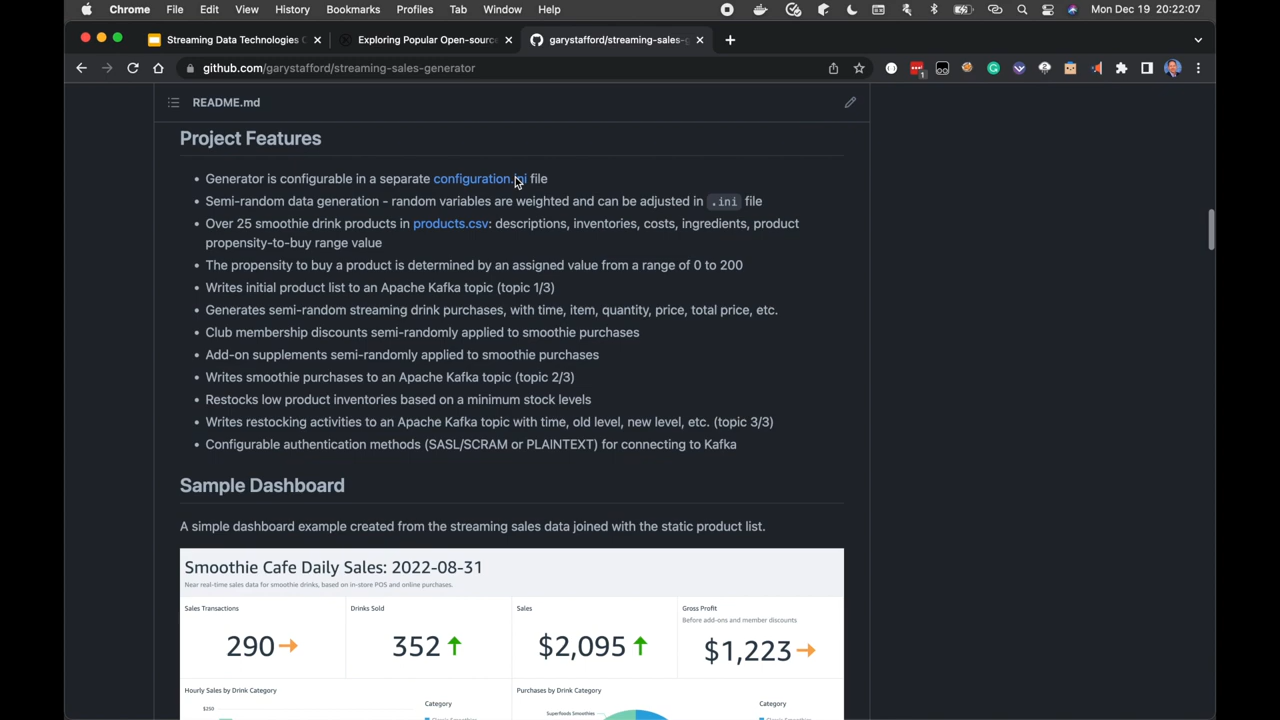 Chrome File Edit View History Bookmarks Profiles Tab Window Help Mon Dec 19 20:22:07
Streaming Data Technologies C
Exploring Popular Open-source
garystafford/streaming-sales-g
github.com/garystafford/streaming-sales-generator
README.md
Project Features
• Generator is configurable in a separate configuration.ini file
• Semi-random data generation - random variables are weighted and can be adjusted in .ini file
• Over 25 smoothie drink products in products.csv: descriptions, inventories, costs, ingredients, product
propensity-to-buy range value
• The propensity to buy a product is determined by an assigned value from a range of 0 to 200
• Writes initial product list to an Apache Kafka topic (topic 1/3)
• Generates semi-random streaming drink purchases, with time, item, quantity, price, total price, etc.
• Club membership discounts semi-randomly applied to smoothie purchases
• Add-on supplements semi-randomly applied to smoothie purchases
• Writes smoothie purchases to an Apache Kafka topic (topic 2/3)
• Restocks low product inventories based on a minimum stock levels
• Writes restocking activities to an Apache Kafka topic with time, old level, new level, etc. (topic 3/3)
• Configurable authentication methods (SASL/SCRAM or PLAINTEXT) for connecting to Kafka
Sample Dashboard
A simple dashboard example created from the streaming sales data joined with the static product list.
Smoothie Cafe Daily Sales: 2022-08-31
Near real-time sales data for smoothie drinks, based on in-store POS and online purchases.
Sales Transactions
Drinks Sold
Sales
Gross Profit
Before add-ons and member discounts
290
352
$2,095
$1,223
Hourly Sales by Drink Category
Purchases by Drink Category
Category
Category
$250
Superfoods Smoothies
Classic Smoothies
Classic Smoothies